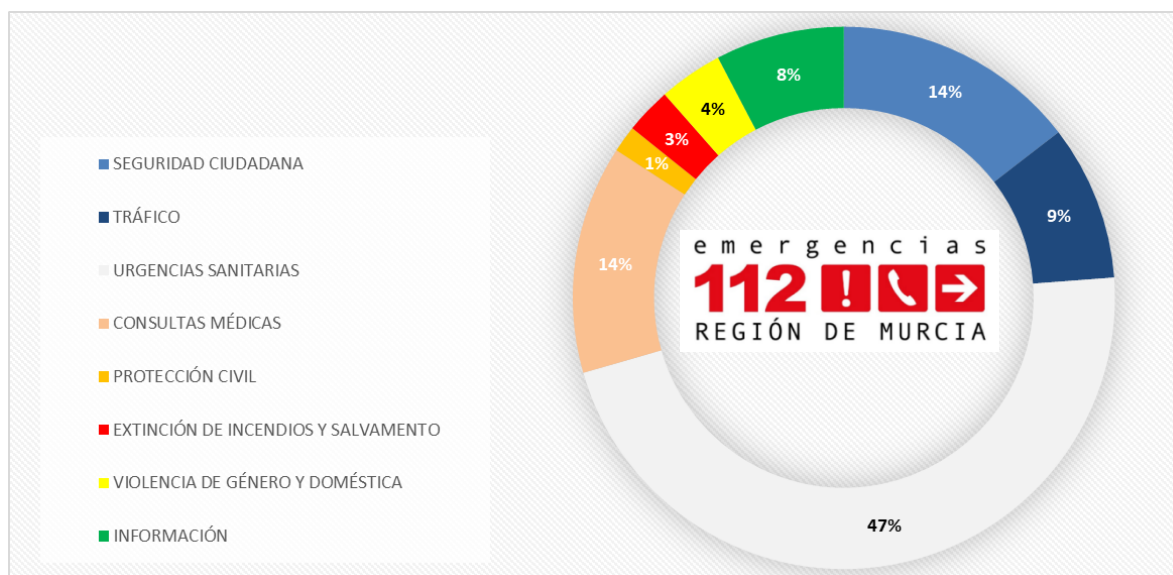 SEGURIDAD CIUDADANA
TRÁFICO
URGENCIAS SANITARIAS
CONSULTAS MÉDICAS
PROTECCIÓN CIVIL
EXTINCIÓN DE INCENDIOS Y SALVAMENTO
VIOLENCIA DE GÉNERO Y DOMÉSTICA
INFORMACIÓN
14%
9%
47%
14%
1%
3%
4%
8%
emergencias
112
REGIÓN DE MURCIA